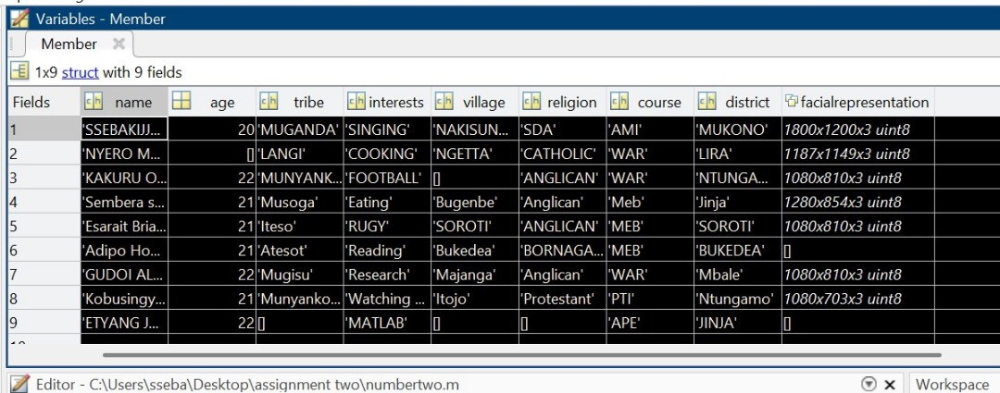 Variables - Member
Member
1x9 struct with 9 fields
Fields name age tribe interests village religion course district facialrepresentation
1 'SSEBAKIJJ... 20 'MUGANDA' 'SINGING' 'NAKISUN... 'SDA' 'AMI' 'MUKONO' 1800x1200x3 uint8
2 'NYERO M... [] 'LANGI' 'COOKING' 'NGETTA' 'CATHOLIC' 'WAR' 'LIRA' 1187x1149x3 uint8
3 'KAKURU O... 22 'MUNYANK... 'FOOTBALL' [] 'ANGLICAN' 'WAR' 'NTUNGA... 1080x810x3 uint8
4 'Sembera s... 21 'Musoga' 'Eating' 'Bugenbe' 'Anglican' 'Meb' 'Jinja' 1280x854x3 uint8
5 'Esarait Bria... 21 'Iteso' 'RUGY' 'SOROTI' 'ANGLICAN' 'MEB' 'SOROTI' 1080x810x3 uint8
6 'Adipo Ho... 21 'Atesot' 'Reading' 'Bukedea' 'BORNAGA... 'MEB' 'BUKEDEA' []
7 'GUDOI AL... 22 'Mugisu' 'Research' 'Majanga' 'Anglican' 'WAR' 'Mbale' 1080x810x3 uint8
8 'Kobusingy... 21 'Munyanko... 'Watching ... 'Itojo' 'Protestant' 'PTI' 'Ntungamo' 1080x703x3 uint8
9 'ETYANG J... 22 [] 'MATLAB' [] [] 'APE' 'JINJA' []
Editor - C:\Users\sseba\Desktop\assignment two\numbertwo.m Workspace